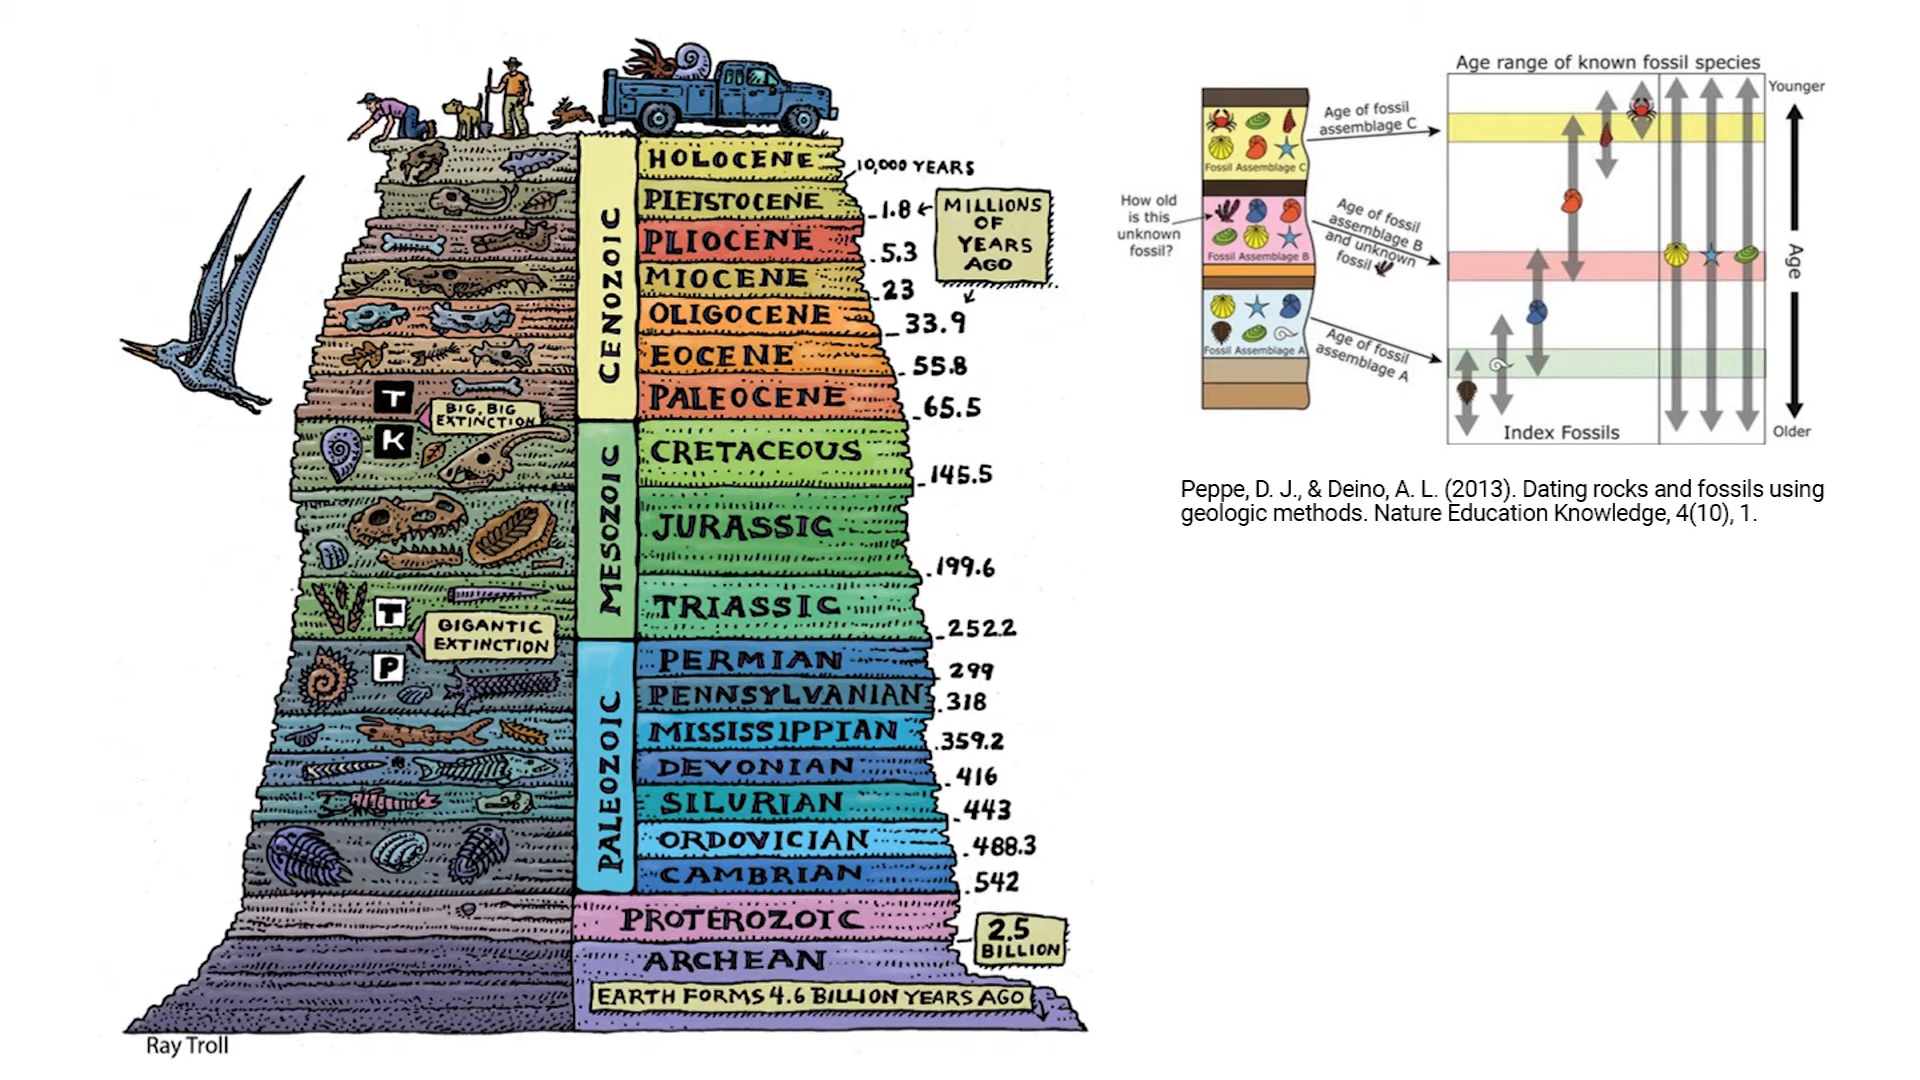 CENOZOIC
HOLOCENE
10,000 YEARS
PLEISTOCENE
1.8
MILLIONS
OF
YEARS
AGO
PLIOCENE
5.3
MIOCENE
23
OLIGOCENE
33.9
EOCENE
55.8
PALEOCENE
65.5
T
BIG, BIG
EXTINCTION
K
MESOZOIC
CRETACEOUS
145.5
JURASSIC
199.6
TRIASSIC
252.2
T
GIGANTIC
EXTINCTION
P
PALEOZOIC
PERMIAN
299
PENNSYLVANIAN
318
MISSISSIPPIAN
359.2
DEVONIAN
416
SILURIAN
443
ORDOVICIAN
488.3
CAMBRIAN
542
PROTEROZOIC
2.5
BILLION
ARCHEAN
EARTH FORMS 4.6 BILLION YEARS AGO
Ray Troll
Age range of known fossil species
Younger
Age of fossil
assemblage C
Fossil Assemblage C
How old
is this
unknown
fossil?
Age of fossil
assemblage B
and unknown
fossil
Fossil Assemblage B
Age
Age of fossil
assemblage A
Fossil Assemblage A
Index Fossils
Older
Peppe, D. J., & Deino, A. L. (2013). Dating rocks and fossils using
geologic methods. Nature Education Knowledge, 4(10), 1.